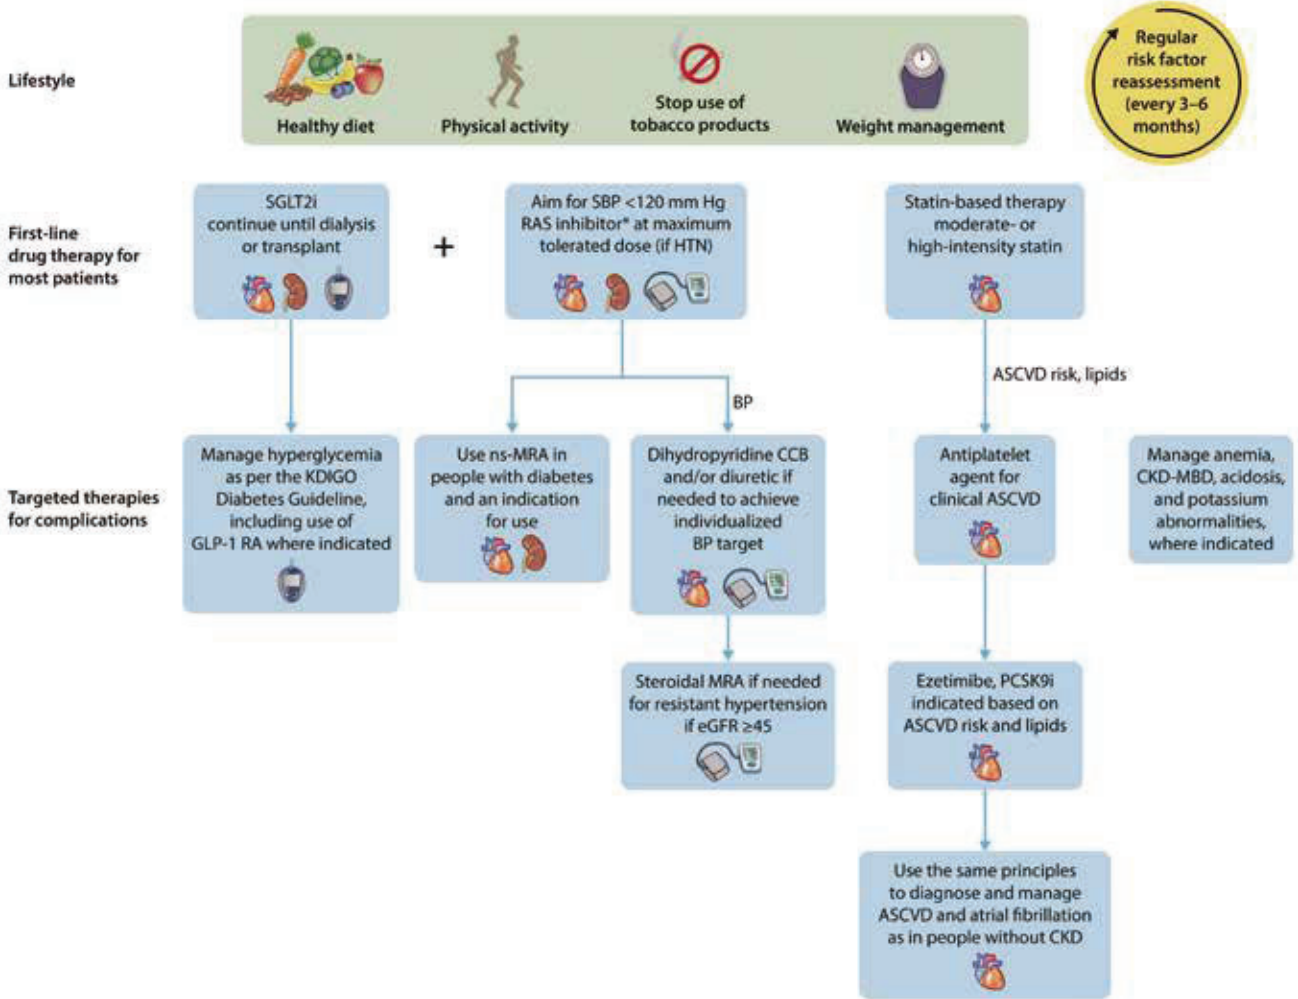 Lifestyle
Healthy diet
Physical activity
Stop use of
tobacco products
Weight management
Regular
risk factor
reassessment
(every 3–6
months)
First-line
drug therapy for
most patients
SGLT2i
continue until dialysis
or transplant
+
Aim for SBP <120 mm Hg
RAS inhibitor* at maximum
tolerated dose (if HTN)
Statin-based therapy
moderate- or
high-intensity statin
ASCVD risk, lipids
BP
Targeted therapies
for complications
Manage hyperglycemia
as per the KDIGO
Diabetes Guideline,
including use of
GLP-1 RA where indicated
Use ns-MRA in
people with diabetes
and an indication
for use
Dihydropyridine CCB
and/or diuretic if
needed to achieve
individualized
BP target
Antiplatelet
agent for
clinical ASCVD
Manage anemia,
CKD-MBD, acidosis,
and potassium
abnormalities,
where indicated
Steroidal MRA if needed
for resistant hypertension
if eGFR ≥45
Ezetimibe, PCSK9i
indicated based on
ASCVD risk and lipids
Use the same principles
to diagnose and manage
ASCVD and atrial fibrillation
as in people without CKD